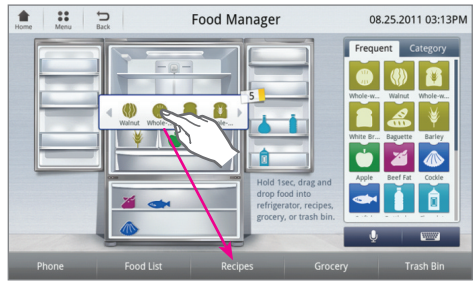 Home
Menu
Back
Food Manager
08.25.2011 03:13PM
Frequent
Category
Whole-w...
Walnut
Whole-w...
5
Walnut
Whole-...
White Br...
Baguette
Barley
Apple
Beef Fat
Cockle
Hold 1sec, drag and
drop food into
refrigerator, recipes,
grocery, or trash bin.
Phone
Food List
Recipes
Grocery
Trash Bin